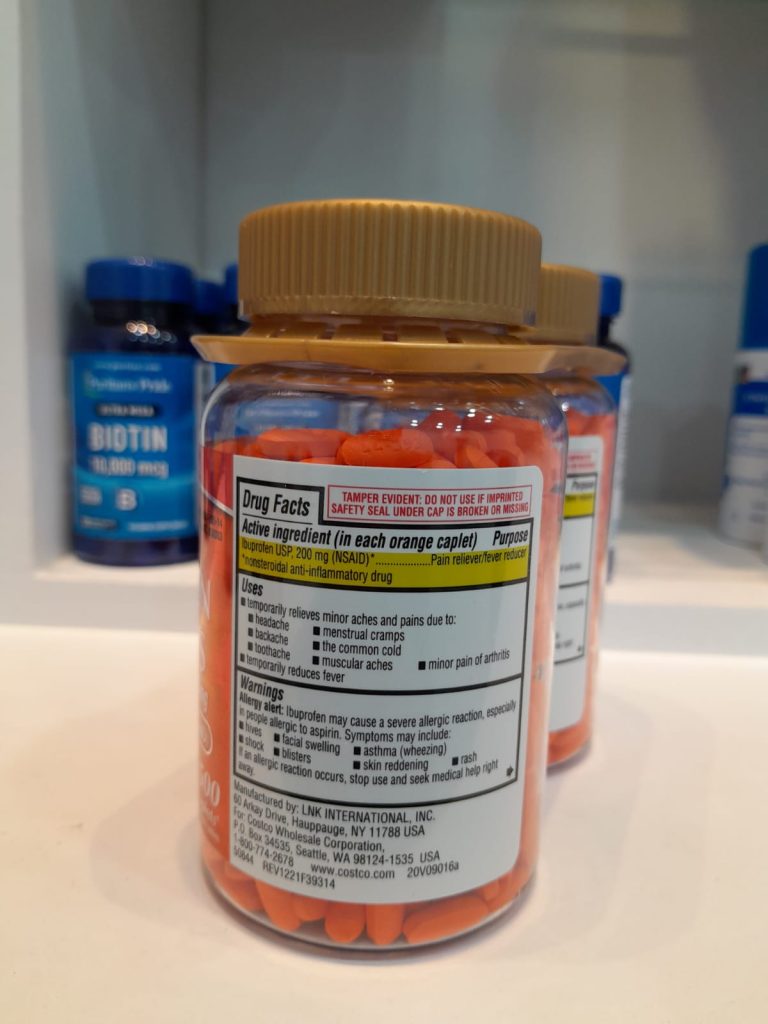 Puritan's Pride
BIOTIN
10,000 mcg
Drug Facts
TAMPER EVIDENT: DO NOT USE IF IMPRINTED
SAFETY SEAL UNDER CAP IS BROKEN OR MISSING
Active ingredient (in each orange caplet) Purpose
Ibuprofen USP, 200 mg (NSAID)*...................Pain reliever/fever reducer
*nonsteroidal anti-inflammatory drug
Uses
■ temporarily relieves minor aches and pains due to:
■ headache ■ menstrual cramps
■ backache ■ the common cold
■ toothache ■ muscular aches ■ minor pain of arthritis
■ temporarily reduces fever
Warnings
Allergy alert: Ibuprofen may cause a severe allergic reaction, especially
in people allergic to aspirin. Symptoms may include:
■ hives ■ facial swelling ■ asthma (wheezing)
■ shock ■ blisters ■ skin reddening ■ rash
If an allergic reaction occurs, stop use and seek medical help right
away.
Manufactured by: LNK INTERNATIONAL, INC.
60 Arkay Drive, Hauppauge, NY 11788 USA
For: Costco Wholesale Corporation,
P.O. Box 34535, Seattle, WA 98124-1535 USA
1-800-774-2678 www.costco.com 20V09016a
50844 REV1221F39314